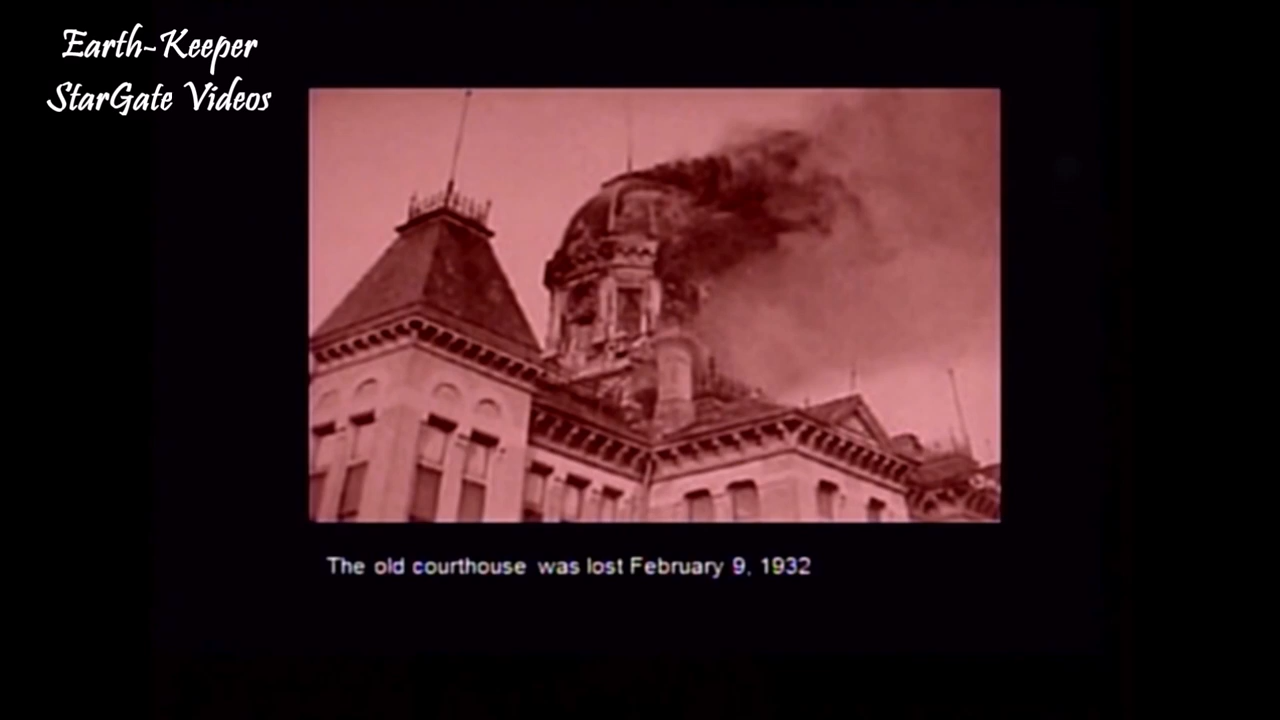 Earth-Keeper
StarGate Videos
The old courthouse was lost February 9, 1932